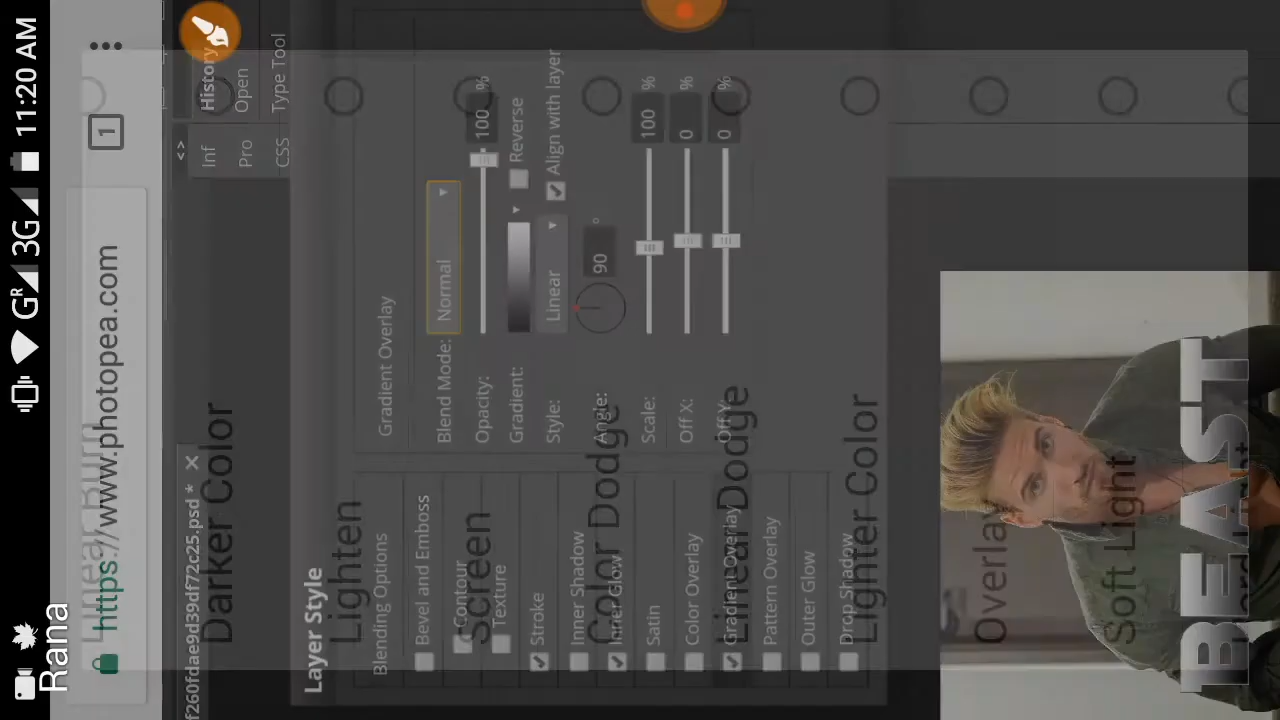 11:20 AM
3G
R
G
Rana
1
https://www.photopea.com
f260fdae9d39df72c25.psd *
< >
Inf
Pro
CSS
History
Open
Type Tool
Linear Burn
Darker Color
Lighten
Screen
Color Dodge
Linear Dodge
Lighter Color
Overlay
Soft Light
Layer Style
Blending Options
Bevel and Emboss
Contour
Texture
Stroke
Inner Shadow
Inner Glow
Satin
Color Overlay
Gradient Overlay
Pattern Overlay
Outer Glow
Drop Shadow
Gradient Overlay
Blend Mode: Normal
Opacity: 100 %
Gradient: Reverse
Style: Linear Align with layer
Angle: 90 °
Scale: 100 %
Off X: 0 %
Off Y: 0 %
BEAST